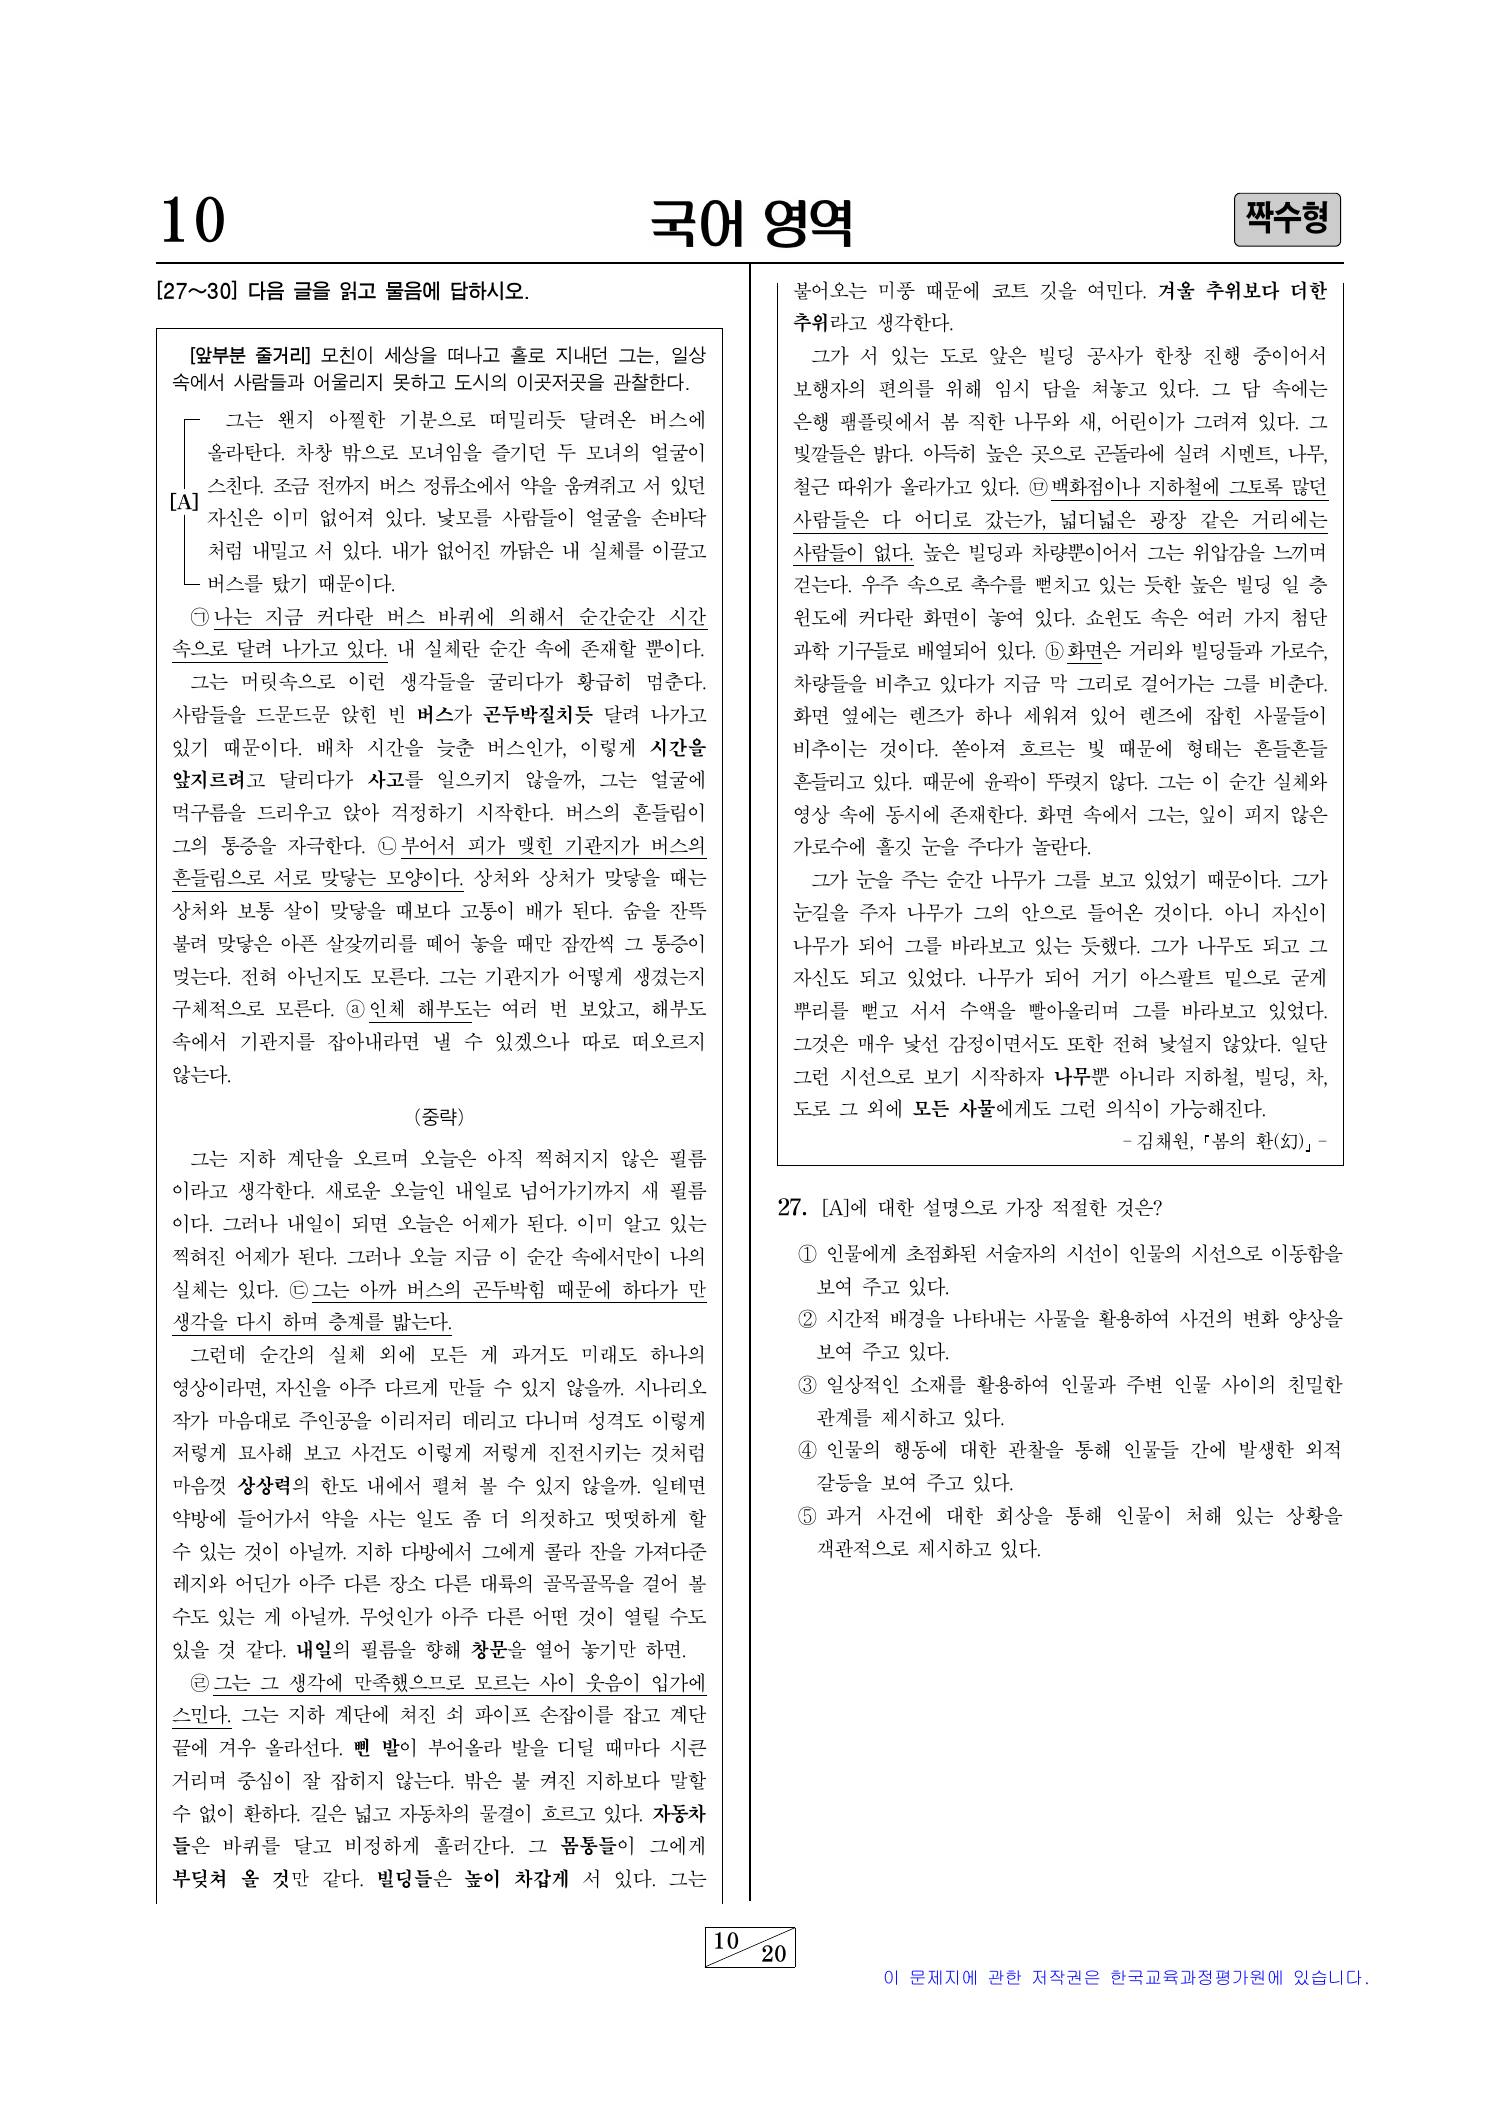 10
국어 영역
짝수형
[27～30] 다음 글을 읽고 물음에 답하시오.
[앞부분 줄거리] 모친이 세상을 떠나고 홀로 지내던 그는, 일상
속에서 사람들과 어울리지 못하고 도시의 이곳저곳을 관찰한다.
[A]
그는 왠지 아찔한 기분으로 떠밀리듯 달려온 버스에
올라탄다. 차창 밖으로 모녀임을 즐기던 두 모녀의 얼굴이
스친다. 조금 전까지 버스 정류소에서 약을 움켜쥐고 서 있던
자신은 이미 없어져 있다. 낯모를 사람들이 얼굴을 손바닥
처럼 내밀고 서 있다. 내가 없어진 까닭은 내 실체를 이끌고
버스를 탔기 때문이다.
㉠나는 지금 커다란 버스 바퀴에 의해서 순간순간 시간
속으로 달려 나가고 있다. 내 실체란 순간 속에 존재할 뿐이다.
그는 머릿속으로 이런 생각들을 굴리다가 황급히 멈춘다.
사람들을 드문드문 앉힌 빈 버스가 곤두박질치듯 달려 나가고
있기 때문이다. 배차 시간을 늦춘 버스인가, 이렇게 시간을
앞지르려고 달리다가 사고를 일으키지 않을까, 그는 얼굴에
먹구름을 드리우고 앉아 걱정하기 시작한다. 버스의 흔들림이
그의 통증을 자극한다. ㉡부어서 피가 맺힌 기관지가 버스의
흔들림으로 서로 맞닿는 모양이다. 상처와 상처가 맞닿을 때는
상처와 보통 살이 맞닿을 때보다 고통이 배가 된다. 숨을 잔뜩
불려 맞닿은 아픈 살갗끼리를 떼어 놓을 때만 잠깐씩 그 통증이
멎는다. 전혀 아닌지도 모른다. 그는 기관지가 어떻게 생겼는지
구체적으로 모른다. ⓐ인체 해부도는 여러 번 보았고, 해부도
속에서 기관지를 잡아내라면 낼 수 있겠으나 따로 떠오르지
않는다.
(중략)
그는 지하 계단을 오르며 오늘은 아직 찍혀지지 않은 필름
이라고 생각한다. 새로운 오늘인 내일로 넘어가기까지 새 필름
이다. 그러나 내일이 되면 오늘은 어제가 된다. 이미 알고 있는
찍혀진 어제가 된다. 그러나 오늘 지금 이 순간 속에서만이 나의
실체는 있다. ㉢그는 아까 버스의 곤두박힘 때문에 하다가 만
생각을 다시 하며 층계를 밟는다.
그런데 순간의 실체 외에 모든 게 과거도 미래도 하나의
영상이라면, 자신을 아주 다르게 만들 수 있지 않을까. 시나리오
작가 마음대로 주인공을 이리저리 데리고 다니며 성격도 이렇게
저렇게 묘사해 보고 사건도 이렇게 저렇게 진전시키는 것처럼
마음껏 상상력의 한도 내에서 펼쳐 볼 수 있지 않을까. 일테면
약방에 들어가서 약을 사는 일도 좀 더 의젓하고 떳떳하게 할
수 있는 것이 아닐까. 지하 다방에서 그에게 콜라 잔을 가져다준
레지와 어딘가 아주 다른 장소 다른 대륙의 골목골목을 걸어 볼
수도 있는 게 아닐까. 무엇인가 아주 다른 어떤 것이 열릴 수도
있을 것 같다. 내일의 필름을 향해 창문을 열어 놓기만 하면.
㉣그는 그 생각에 만족했으므로 모르는 사이 웃음이 입가에
스민다. 그는 지하 계단에 쳐진 쇠 파이프 손잡이를 잡고 계단
끝에 겨우 올라선다. 삔 발이 부어올라 발을 디딜 때마다 시큰
거리며 중심이 잘 잡히지 않는다. 밖은 불 켜진 지하보다 말할
수 없이 환하다. 길은 넓고 자동차의 물결이 흐르고 있다. 자동차
들은 바퀴를 달고 비정하게 흘러간다. 그 몸통들이 그에게
부딪쳐 올 것만 같다. 빌딩들은 높이 차갑게 서 있다. 그는
불어오는 미풍 때문에 코트 깃을 여민다. 겨울 추위보다 더한
추위라고 생각한다.
그가 서 있는 도로 앞은 빌딩 공사가 한창 진행 중이어서
보행자의 편의를 위해 임시 담을 쳐놓고 있다. 그 담 속에는
은행 팸플릿에서 봄 직한 나무와 새, 어린이가 그려져 있다. 그
빛깔들은 밝다. 아득히 높은 곳으로 곤돌라에 실려 시멘트, 나무,
철근 따위가 올라가고 있다. ㉤백화점이나 지하철에 그토록 많던
사람들은 다 어디로 갔는가, 넓디넓은 광장 같은 거리에는
사람들이 없다. 높은 빌딩과 차량뿐이어서 그는 위압감을 느끼며
걷는다. 우주 속으로 촉수를 뻗치고 있는 듯한 높은 빌딩 일 층
윈도에 커다란 화면이 놓여 있다. 쇼윈도 속은 여러 가지 첨단
과학 기구들로 배열되어 있다. ⓑ화면은 거리와 빌딩들과 가로수,
차량들을 비추고 있다가 지금 막 그리로 걸어가는 그를 비춘다.
화면 옆에는 렌즈가 하나 세워져 있어 렌즈에 잡힌 사물들이
비추이는 것이다. 쏟아져 흐르는 빛 때문에 형태는 흔들흔들
흔들리고 있다. 때문에 윤곽이 뚜렷지 않다. 그는 이 순간 실체와
영상 속에 동시에 존재한다. 화면 속에서 그는, 잎이 피지 않은
가로수에 흘깃 눈을 주다가 놀란다.
그가 눈을 주는 순간 나무가 그를 보고 있었기 때문이다. 그가
눈길을 주자 나무가 그의 안으로 들어온 것이다. 아니 자신이
나무가 되어 그를 바라보고 있는 듯했다. 그가 나무도 되고 그
자신도 되고 있었다. 나무가 되어 거기 아스팔트 밑으로 굳게
뿌리를 뻗고 서서 수액을 빨아올리며 그를 바라보고 있었다.
그것은 매우 낯선 감정이면서도 또한 전혀 낯설지 않았다. 일단
그런 시선으로 보기 시작하자 나무뿐 아니라 지하철, 빌딩, 차,
도로 그 외에 모든 사물에게도 그런 의식이 가능해진다.
- 김채원, 「봄의 환(幻)」 -
27. [A]에 대한 설명으로 가장 적절한 것은?
① 인물에게 초점화된 서술자의 시선이 인물의 시선으로 이동함을
보여 주고 있다.
② 시간적 배경을 나타내는 사물을 활용하여 사건의 변화 양상을
보여 주고 있다.
③ 일상적인 소재를 활용하여 인물과 주변 인물 사이의 친밀한
관계를 제시하고 있다.
④ 인물의 행동에 대한 관찰을 통해 인물들 간에 발생한 외적
갈등을 보여 주고 있다.
⑤ 과거 사건에 대한 회상을 통해 인물이 처해 있는 상황을
객관적으로 제시하고 있다.
10
20
이 문제지에 관한 저작권은 한국교육과정평가원에 있습니다.